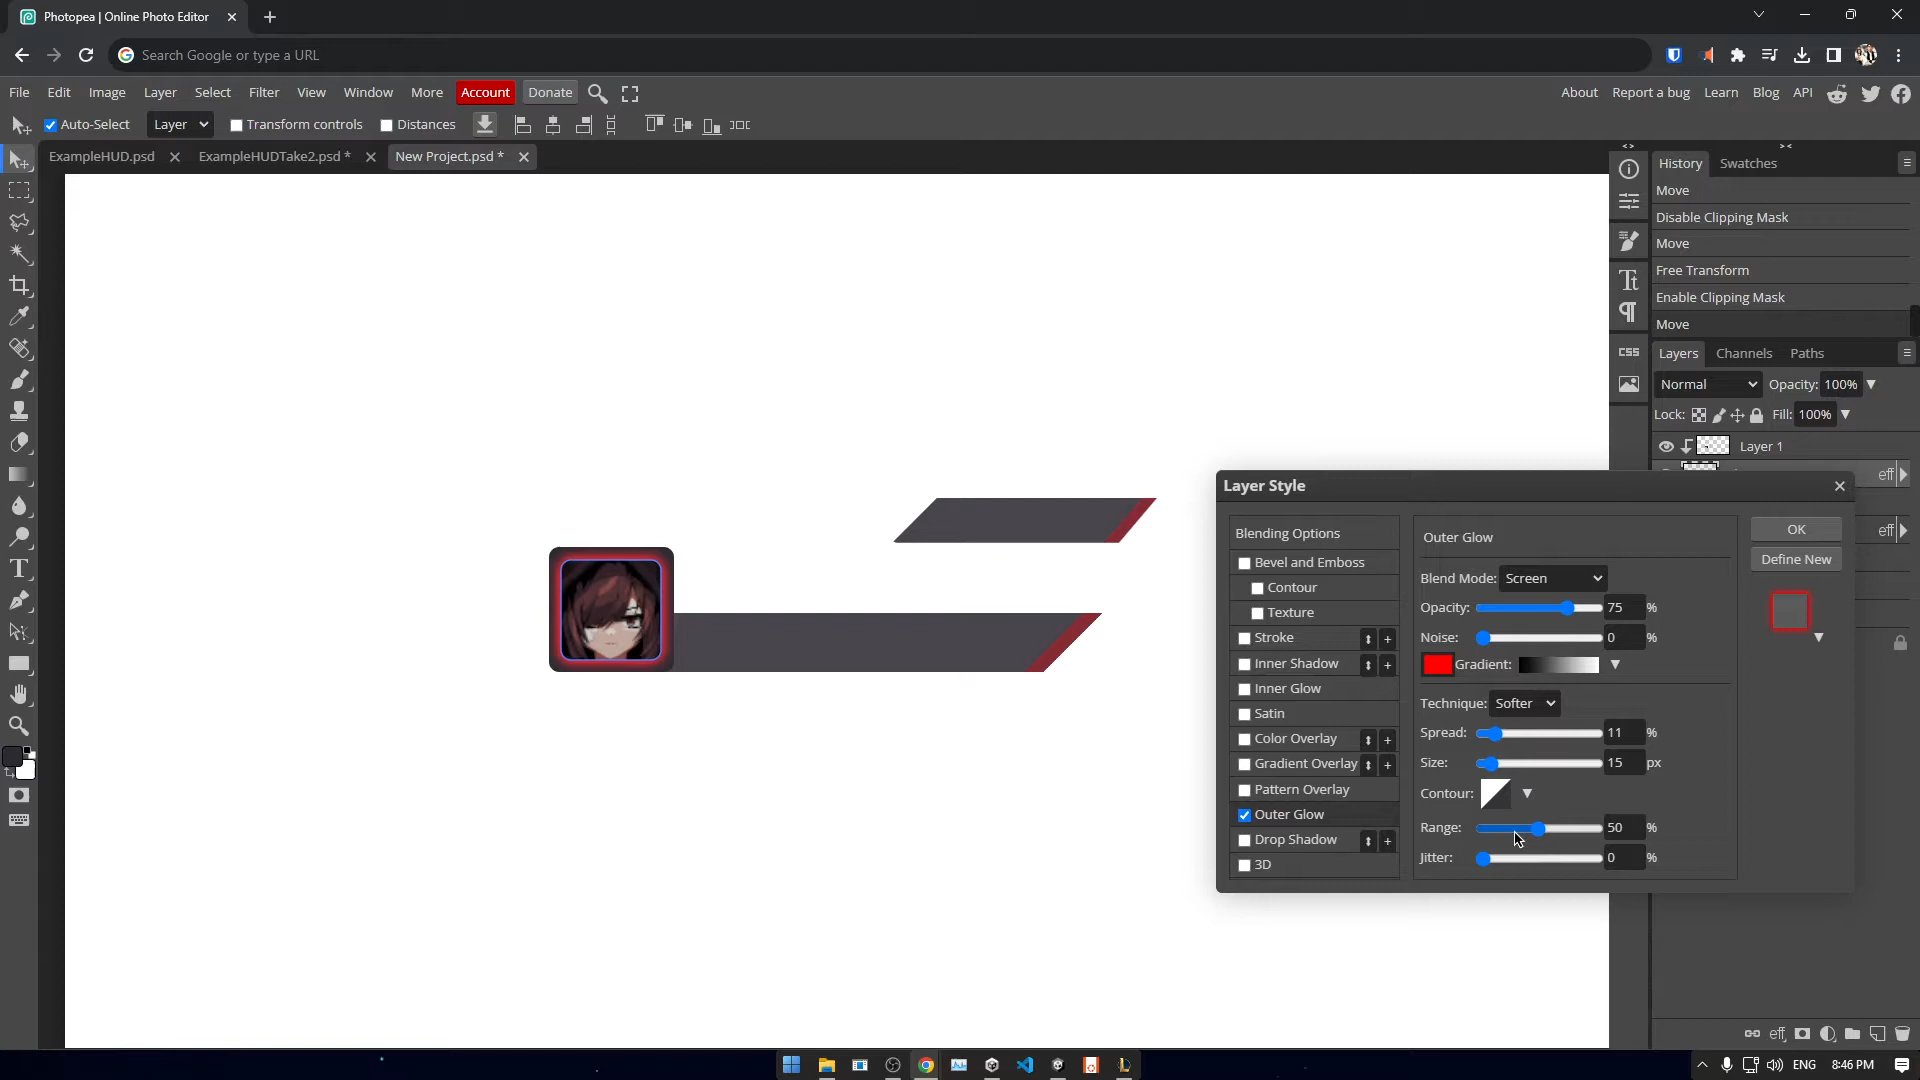 Photopea | Online Photo Editor
Search Google or type a URL
File Edit Image Layer Select Filter View Window More Account Donate
About Report a bug Learn Blog API
Auto-Select Layer Transform controls Distances
ExampleHUD.psd ExampleHUDTake2.psd * New Project.psd *
History Swatches
Move
Disable Clipping Mask
Move
Free Transform
Enable Clipping Mask
Move
Layers Channels Paths
Normal Opacity: 100%
Lock: Fill: 100%
Layer 1
eff
eff
CSS
Layer Style
Blending Options
Bevel and Emboss
Contour
Texture
Stroke
Inner Shadow
Inner Glow
Satin
Color Overlay
Gradient Overlay
Pattern Overlay
Outer Glow
Drop Shadow
3D
Outer Glow
Blend Mode: Screen
Opacity: 75 %
Noise: 0 %
Gradient:
Technique: Softer
Spread: 11 %
Size: 15 px
Contour:
Range: 50 %
Jitter: 0 %
OK
Define New
eff
ENG 8:46 PM